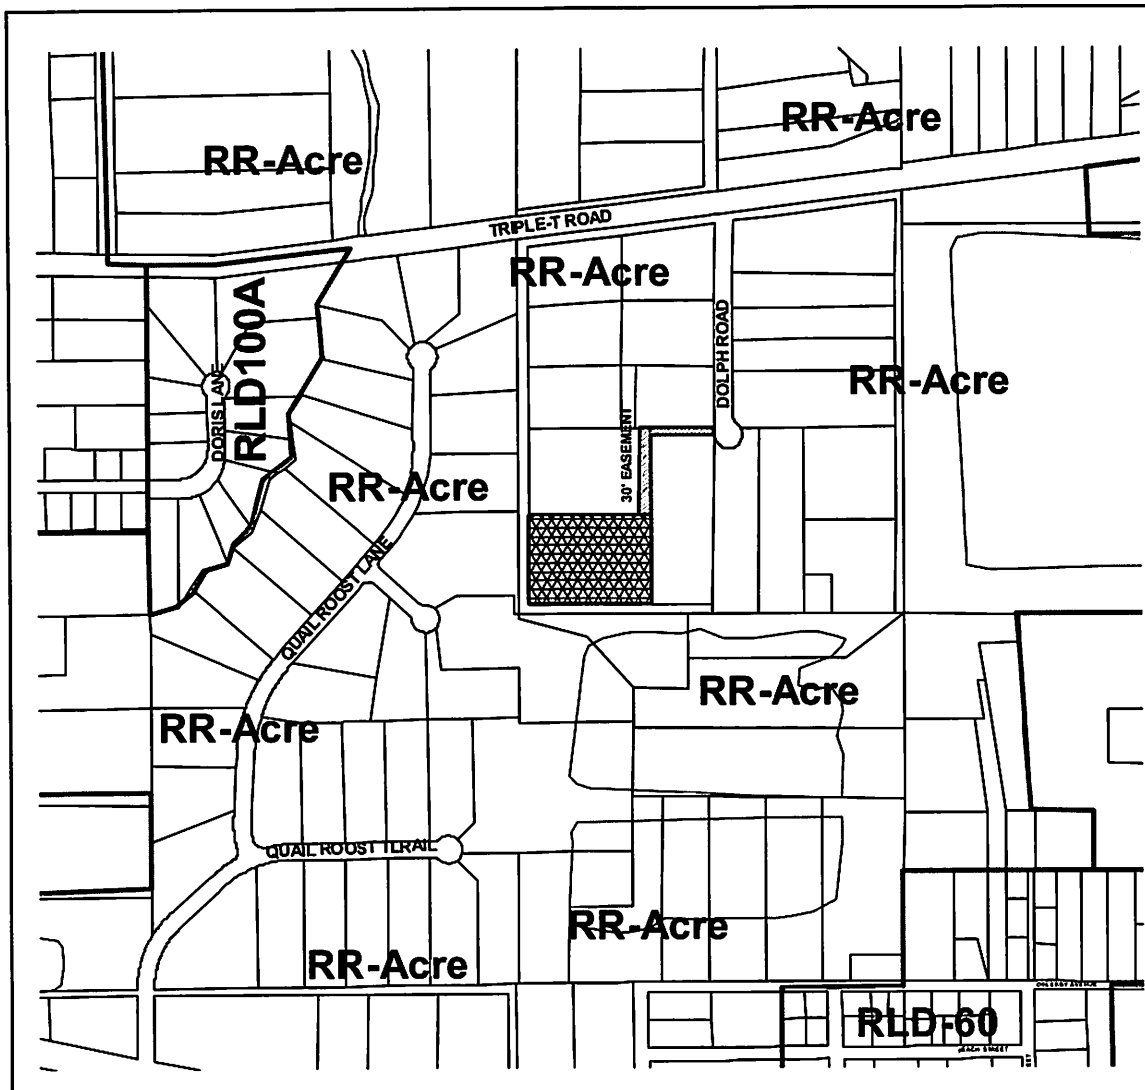 RR-Acre
RR-Acre
TRIPLE-T ROAD
RR-Acre
RLD100A
DORIS LANE
DOLPH ROAD
RR-Acre
30' EASEMENT
RR-Acre
QUAIL ROOST LANE
RR-Acre
RR-Acre
QUAIL ROOST TLRAIL
RR-Acre
RR-Acre
RLD-60